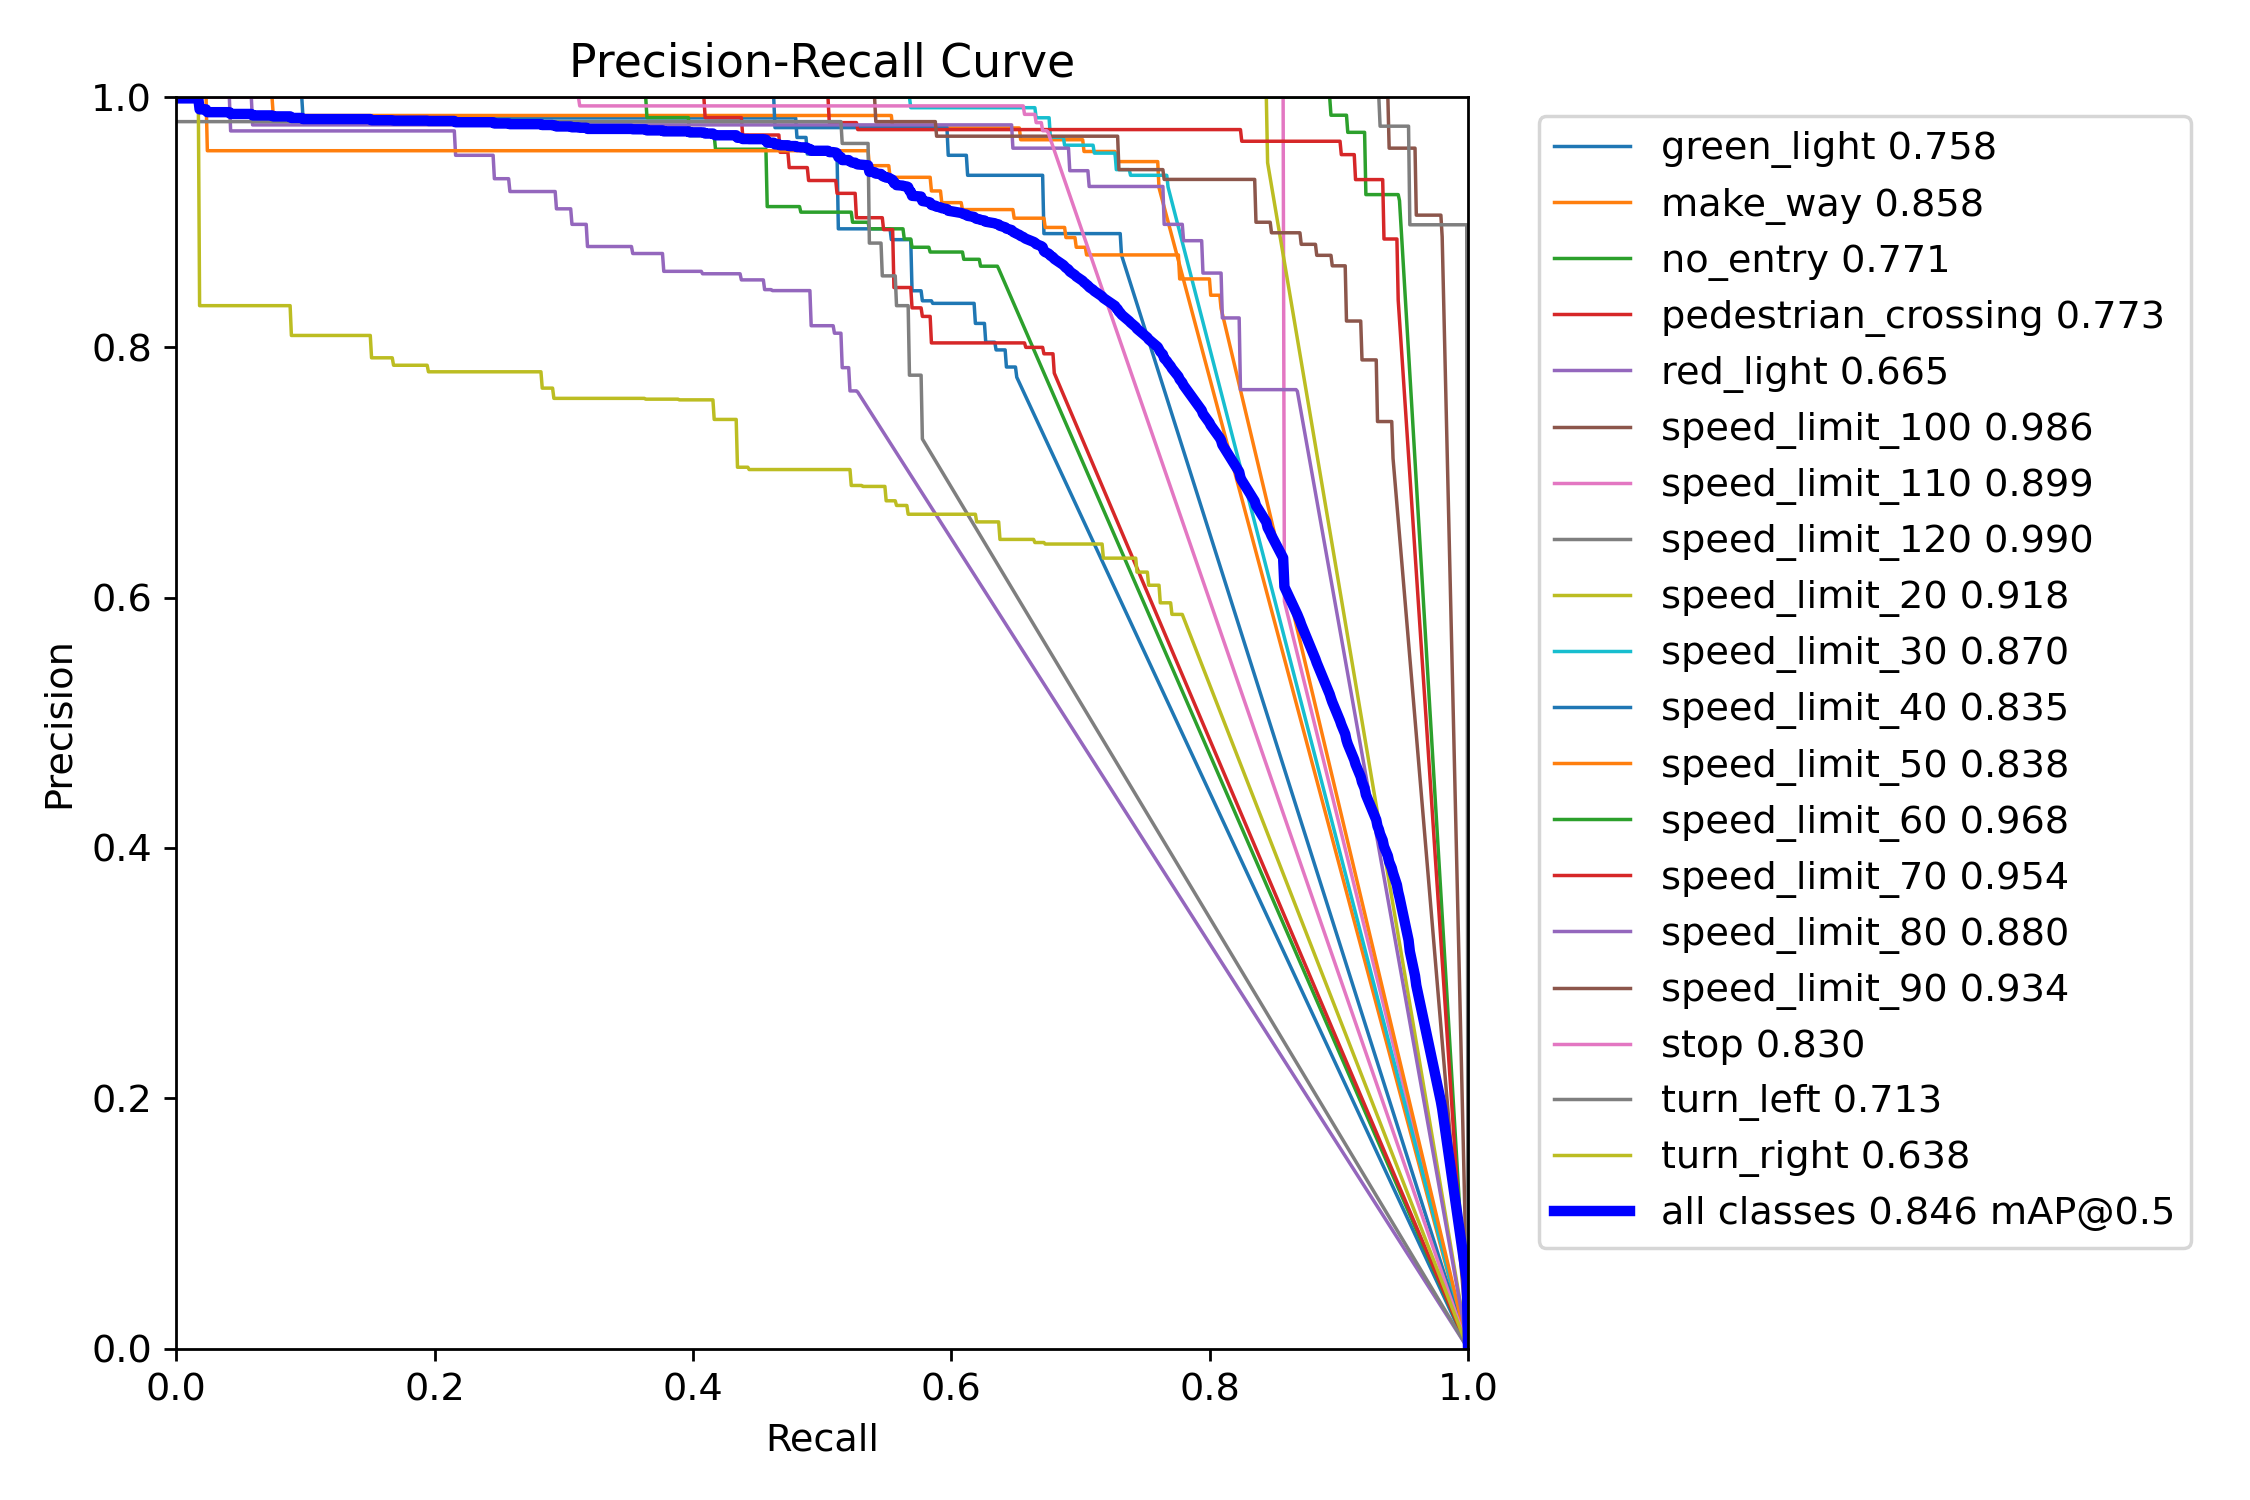 Precision-Recall Curve
1.0
0.8
0.6
0.4
0.2
0.0
Precision
0.0 0.2 0.4 0.6 0.8 1.0
Recall
green_light 0.758
make_way 0.858
no_entry 0.771
pedestrian_crossing 0.773
red_light 0.665
speed_limit_100 0.986
speed_limit_110 0.899
speed_limit_120 0.990
speed_limit_20 0.918
speed_limit_30 0.870
speed_limit_40 0.835
speed_limit_50 0.838
speed_limit_60 0.968
speed_limit_70 0.954
speed_limit_80 0.880
speed_limit_90 0.934
stop 0.830
turn_left 0.713
turn_right 0.638
all classes 0.846 mAP@0.5